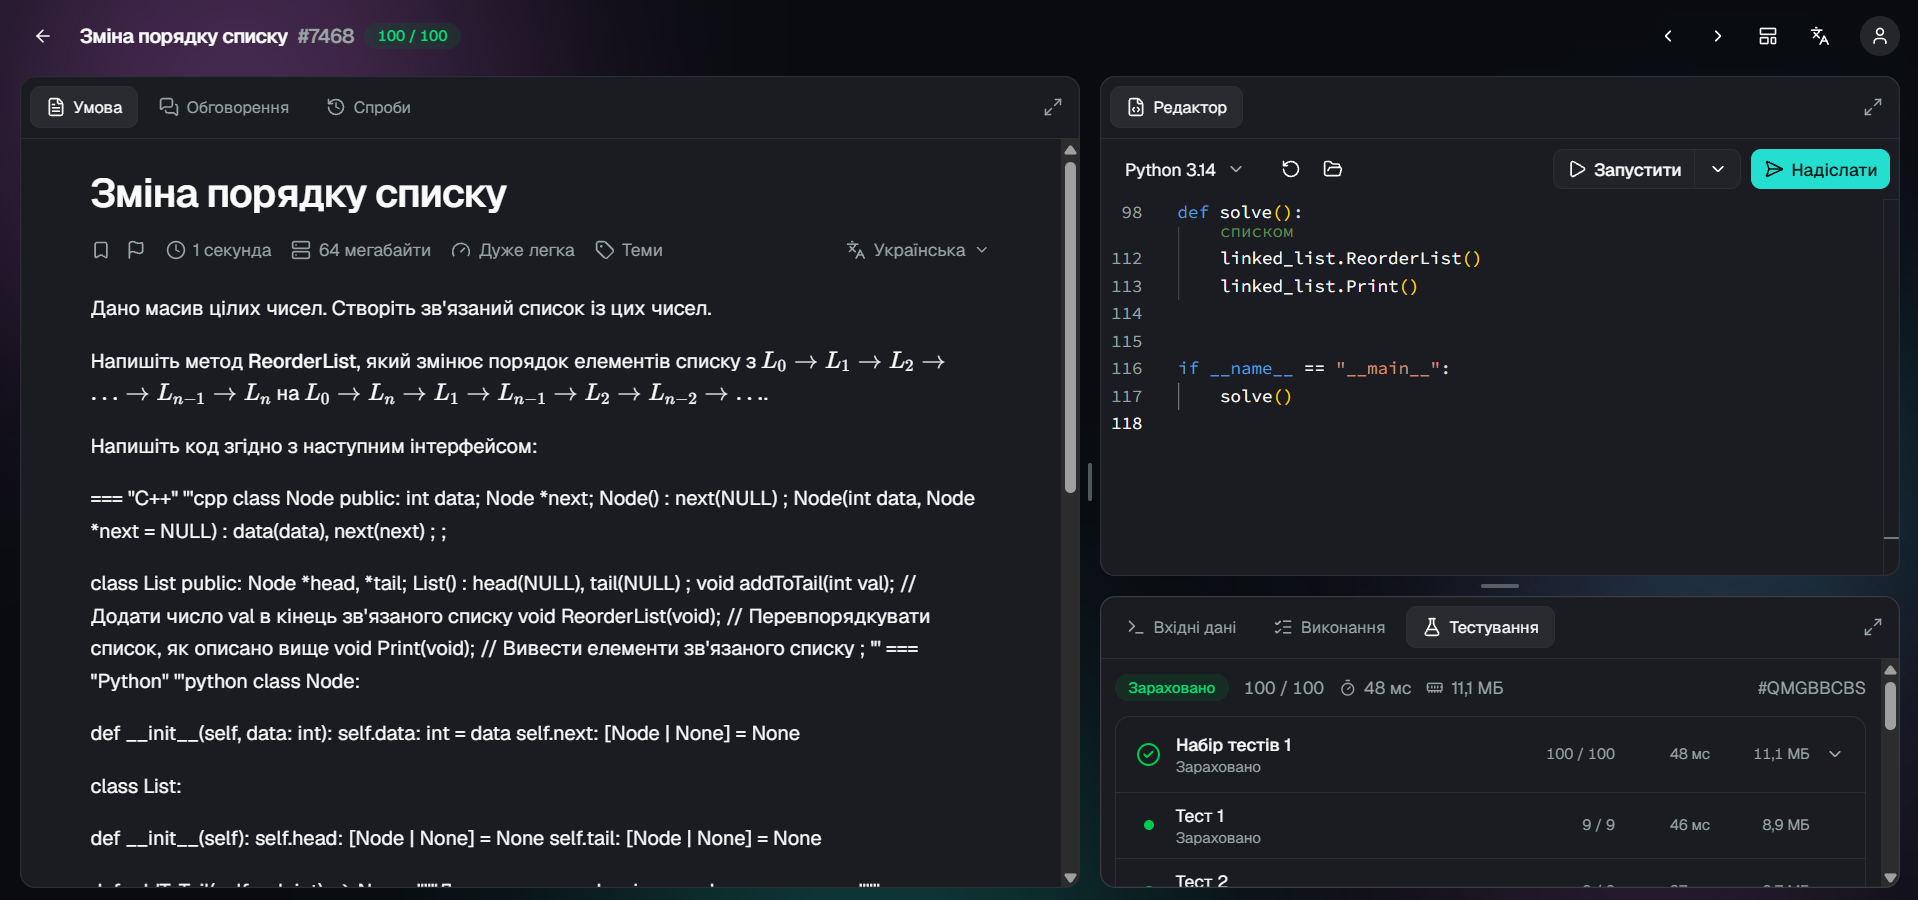 Зміна порядку списку #7468 100 / 100
Умова Обговорення Спроби
Зміна порядку списку
1 секунда 64 мегабайти Дуже легка Теми Українська
Дано масив цілих чисел. Створіть зв'язаний список із цих чисел.
Напишіть метод ReorderList, який змінює порядок елементів списку з L₀ → L₁ → L₂ →
… → Lₙ₋₁ → Lₙ на L₀ → Lₙ → L₁ → Lₙ₋₁ → L₂ → Lₙ₋₂ → ….
Напишіть код згідно з наступним інтерфейсом:
=== "C++" '''cpp class Node public: int data; Node *next; Node() : next(NULL) ; Node(int data, Node
*next = NULL) : data(data), next(next) ; ;
class List public: Node *head, *tail; List() : head(NULL), tail(NULL) ; void addToTail(int val); //
Додати число val в кінець зв'язаного списку void ReorderList(void); // Перевпорядкувати
список, як описано вище void Print(void); // Вивести елементи зв'язаного списку ; ''' ===
"Python" '''python class Node:
def __init__(self, data: int): self.data: int = data self.next: [Node | None] = None
class List:
def __init__(self): self.head: [Node | None] = None self.tail: [Node | None] = None
Редактор
Python 3.14 Запустити Надіслати
98 def solve():
списком
112 linked_list.ReorderList()
113 linked_list.Print()
114
115
116 if __name__ == "__main__":
117 solve()
118
Вхідні дані Виконання Тестування
Зараховано 100 / 100 48 мс 11,1 МБ #QMGBBCBS
Набір тестів 1 100 / 100 48 мс 11,1 МБ
Зараховано
Тест 1 9 / 9 46 мс 8,9 МБ
Зараховано
Тест 2